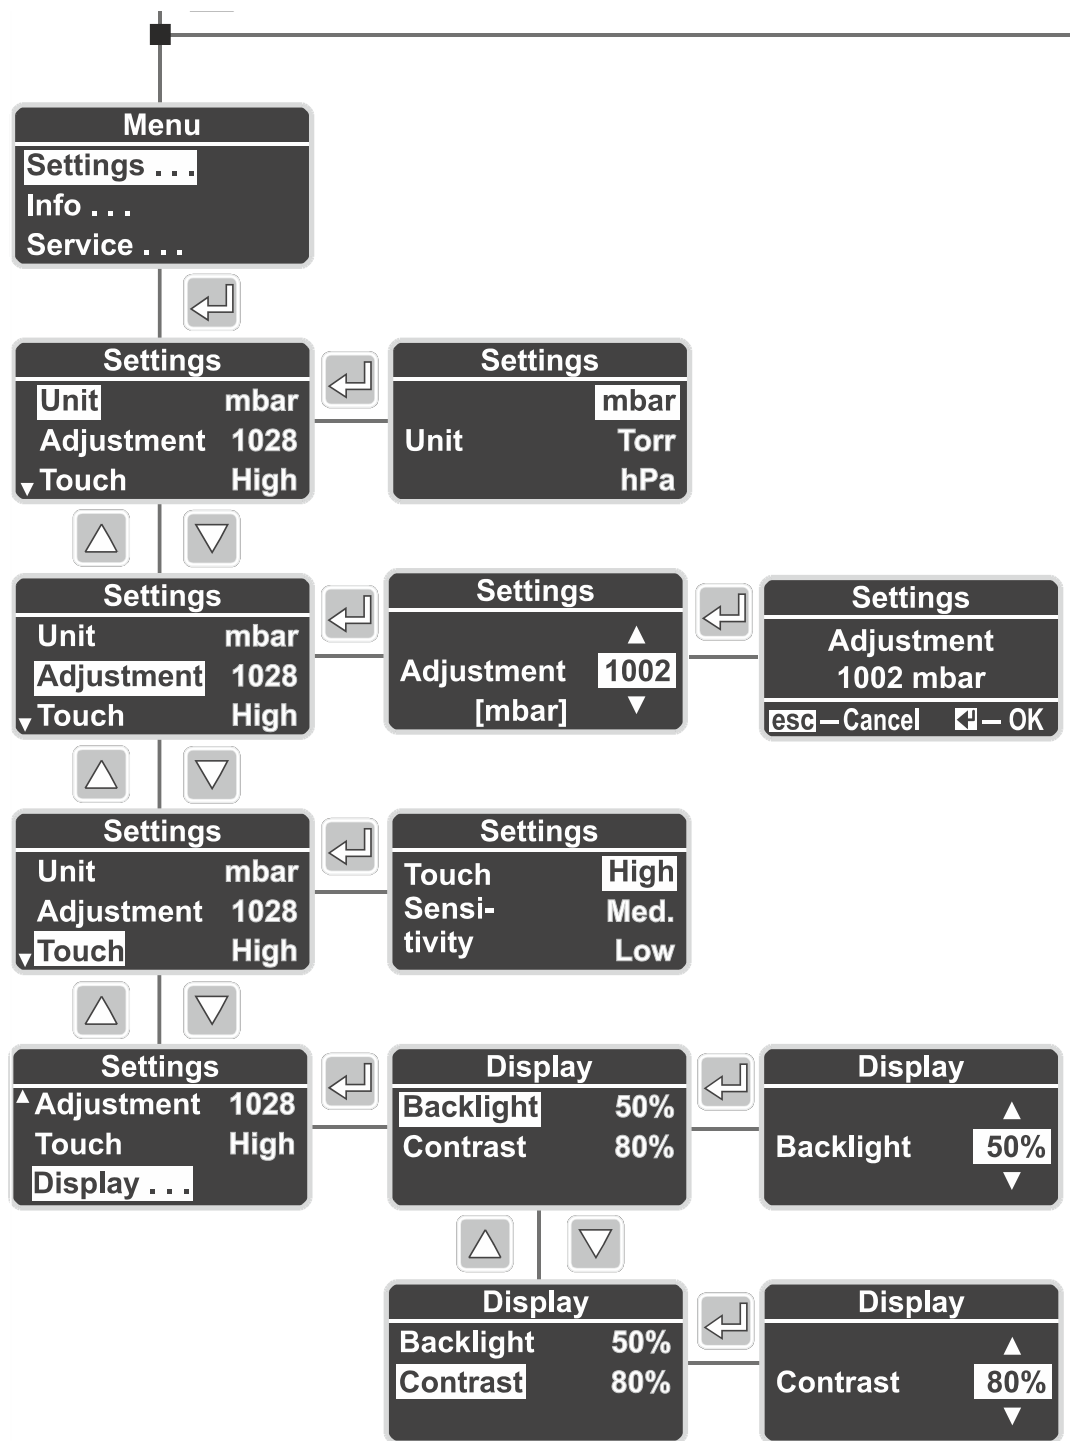 Menu
Settings . . .
Info . . .
Service . . .
Settings
Unit mbar
Adjustment 1028
Touch High
Settings
mbar
Unit Torr
hPa
Settings
Unit mbar
Adjustment 1028
Touch High
Settings
Adjustment 1002
[mbar]
Settings
Adjustment
1002 mbar
esc – Cancel – OK
Settings
Unit mbar
Adjustment 1028
Touch High
Settings
Touch High
Sensi- Med.
tivity Low
Settings
Adjustment 1028
Touch High
Display . . .
Display
Backlight 50%
Contrast 80%
Display
Backlight 50%
Display
Backlight 50%
Contrast 80%
Display
Contrast 80%